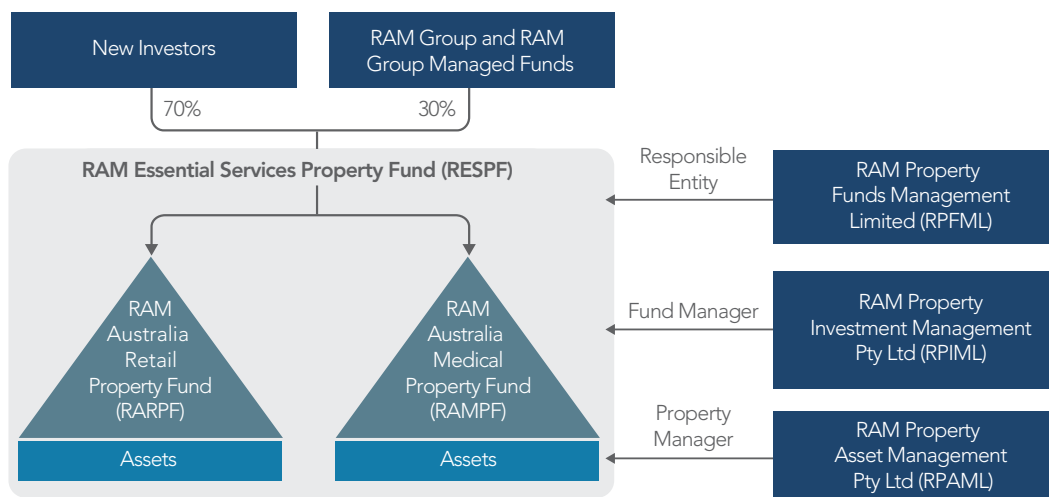 New Investors
RAM Group and RAM
Group Managed Funds
70%
30%
RAM Essential Services Property Fund (RESPF)
Responsible
Entity
RAM Property
Funds Management
Limited (RPFML)
RAM
Australia
Retail
Property Fund
(RARPF)
RAM
Australia
Medical
Property Fund
(RAMPF)
Fund Manager
RAM Property
Investment Management
Pty Ltd (RPIML)
Property
Manager
RAM Property
Asset Management
Pty Ltd (RPAML)
Assets
Assets